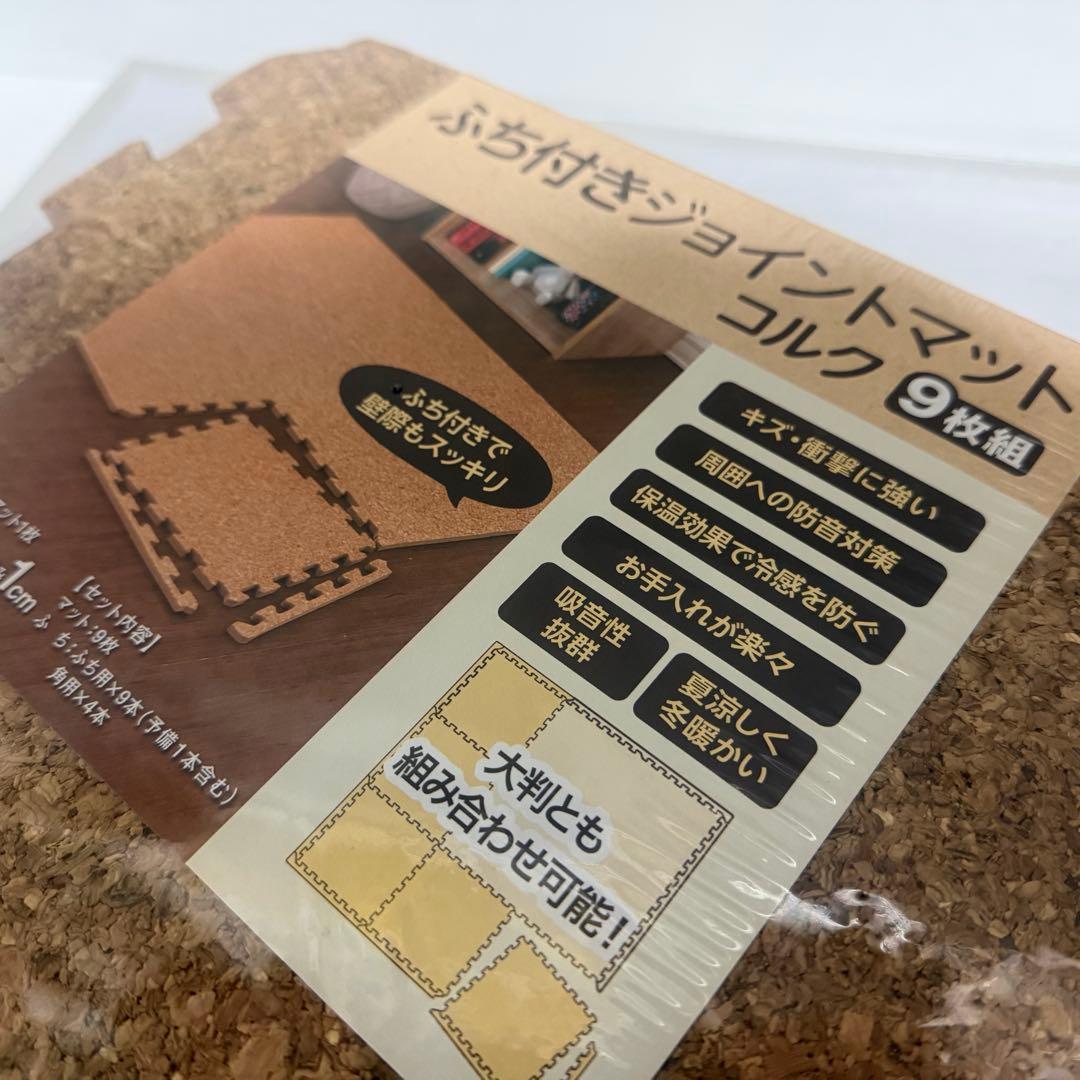 ふち付きジョイントマット
コルク
9枚組
ふち付きで
壁際もスッキリ
キズ・衝撃に強い
周囲への防音対策
保温効果で冷感を防ぐ
お手入れが楽々
吸音性
抜群
夏涼しく
冬暖かい
大判とも
組み合わせ可能!
1cm
【セット内容】
マット:9枚
ふち:ふち用×9本(予備1本含む)
角用×4本